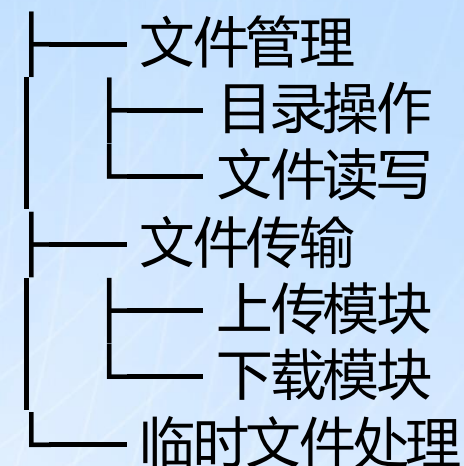 ├── 文件管理
│   ├── 目录操作
│   └── 文件读写
├── 文件传输
│   ├── 上传模块
│   └── 下载模块
└── 临时文件处理